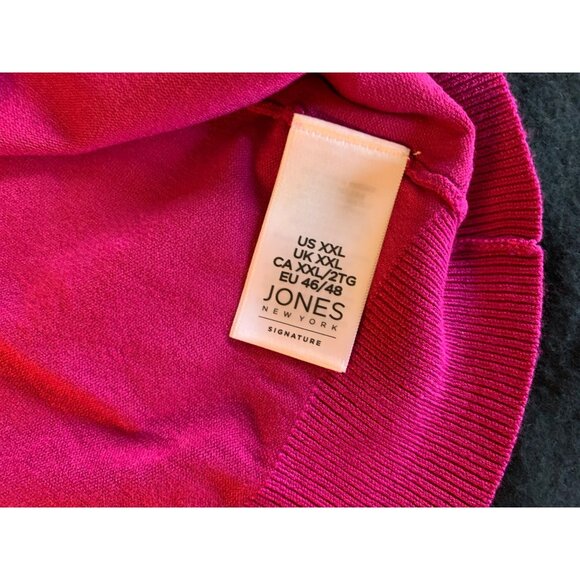 US XXL
UK XXL
CA XXL/2TG
EU 46/48
JONES
NEW YORK
SIGNATURE